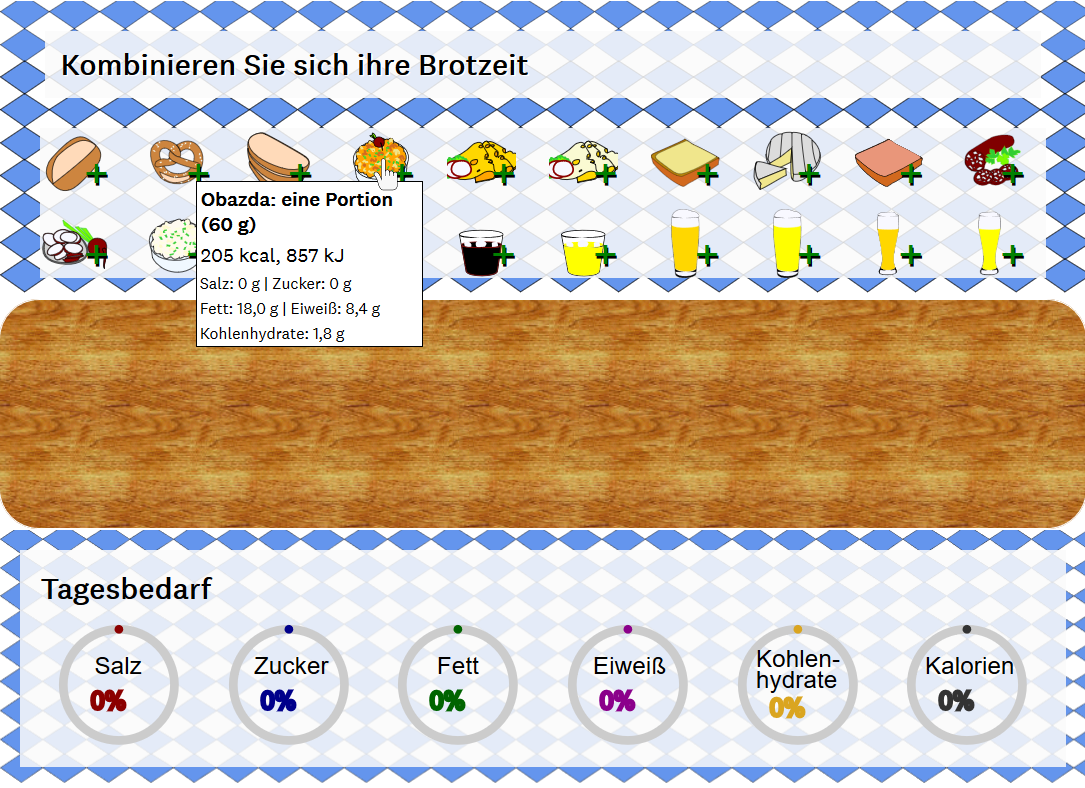 Kombinieren Sie sich ihre Brotzeit
Obazda: eine Portion
(60 g)
205 kcal, 857 kJ
Salz: 0 g | Zucker: 0 g
Fett: 18,0 g | Eiweiß: 8,4 g
Kohlenhydrate: 1,8 g
Tagesbedarf
Salz
0%
Zucker
0%
Fett
0%
Eiweiß
0%
Kohlen-
hydrate
0%
Kalorien
0%